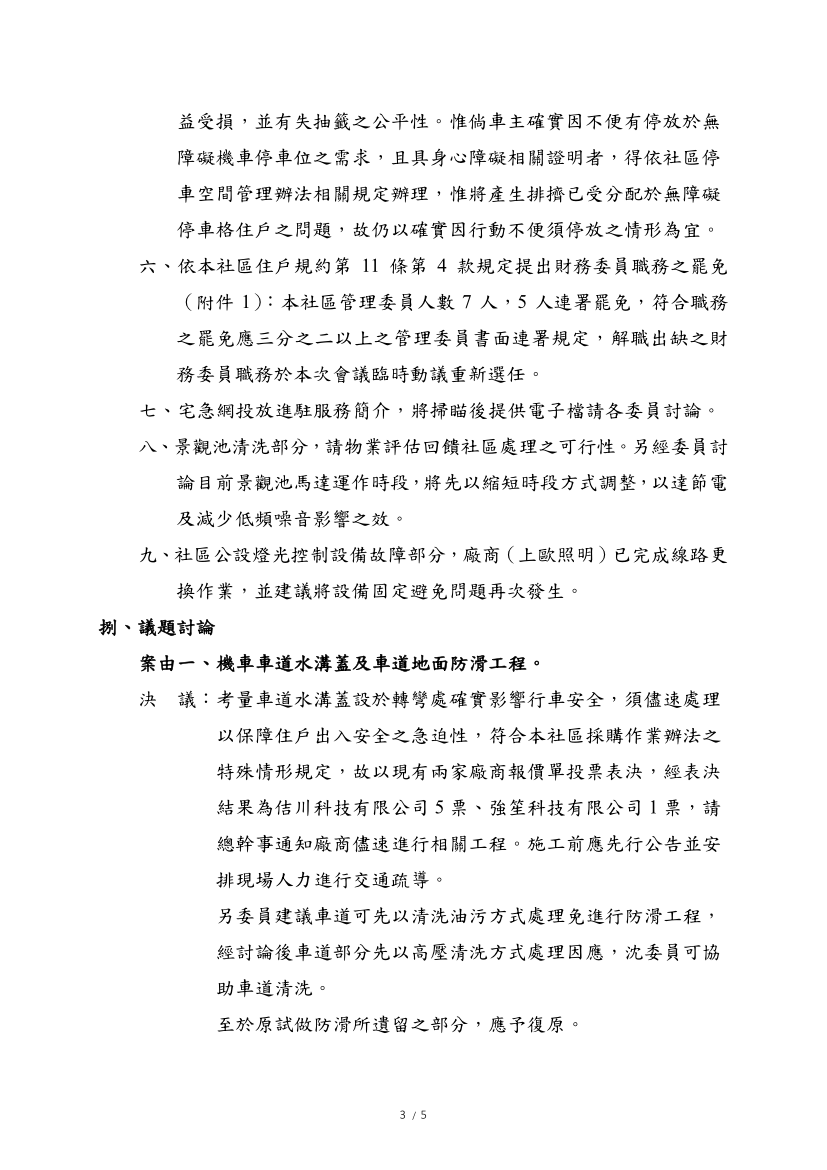 益受損，並有失抽籤之公平性。惟倘車主確實因不便有停放於無
障礙機車停車位之需求，且具身心障礙相關證明者，得依社區停
車空間管理辦法相關規定辦理，惟將產生排擠已受分配於無障礙
停車格住戶之問題，故仍以確實因行動不便須停放之情形為宜。
六、依本社區住戶規約第 11 條第 4 款規定提出財務委員職務之罷免
（附件 1）：本社區管理委員人數 7 人，5 人連署罷免，符合職務
之罷免應三分之二以上之管理委員書面連署規定，解職出缺之財
務委員職務於本次會議臨時動議重新選任。
七、宅急網投放進駐服務簡介，將掃瞄後提供電子檔請各委員討論。
八、景觀池清洗部分，請物業評估回饋社區處理之可行性。另經委員討
論目前景觀池馬達運作時段，將先以縮短時段方式調整，以達節電
及減少低頻噪音影響之效。
九、社區公設燈光控制設備故障部分，廠商（上歐照明）已完成線路更
換作業，並建議將設備固定避免問題再次發生。
捌、議題討論
案由一、機車車道水溝蓋及車道地面防滑工程。
決　議：考量車道水溝蓋設於轉彎處確實影響行車安全，須儘速處理
以保障住戶出入安全之急迫性，符合本社區採購作業辦法之
特殊情形規定，故以現有兩家廠商報價單投票表決，經表決
結果為佶川科技有限公司 5 票、強笙科技有限公司 1 票，請
總幹事通知廠商儘速進行相關工程。施工前應先行公告並安
排現場人力進行交通疏導。
另委員建議車道可先以清洗油污方式處理免進行防滑工程，
經討論後車道部分先以高壓清洗方式處理因應，沈委員可協
助車道清洗。
至於原試做防滑所遺留之部分，應予復原。
3 / 5